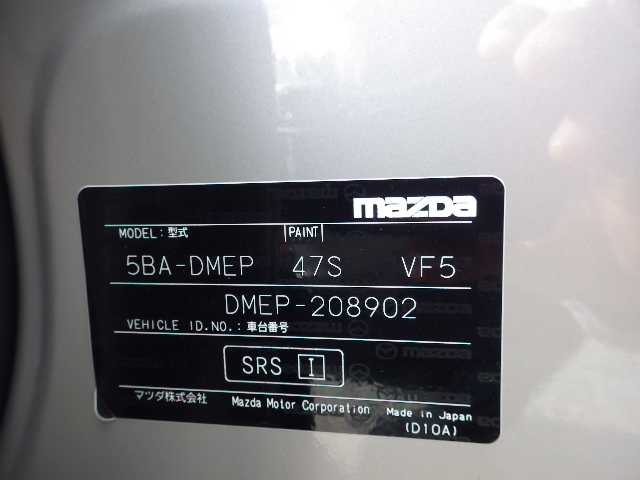 mazda
MODEL: 型式 PAINT
5BA-DMEP 47S VF5
DMEP-208902
VEHICLE ID.NO.: 車台番号
SRS I
マツダ株式会社 Mazda Motor Corporation Made in Japan
(D10A)